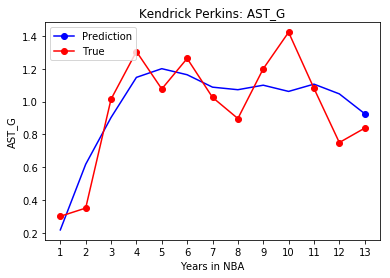 Kendrick Perkins: AST_G
Prediction
True
1.4
1.2
1.0
0.8
0.6
0.4
0.2
AST_G
1 2 3 4 5 6 7 8 9 10 11 12 13
Years in NBA